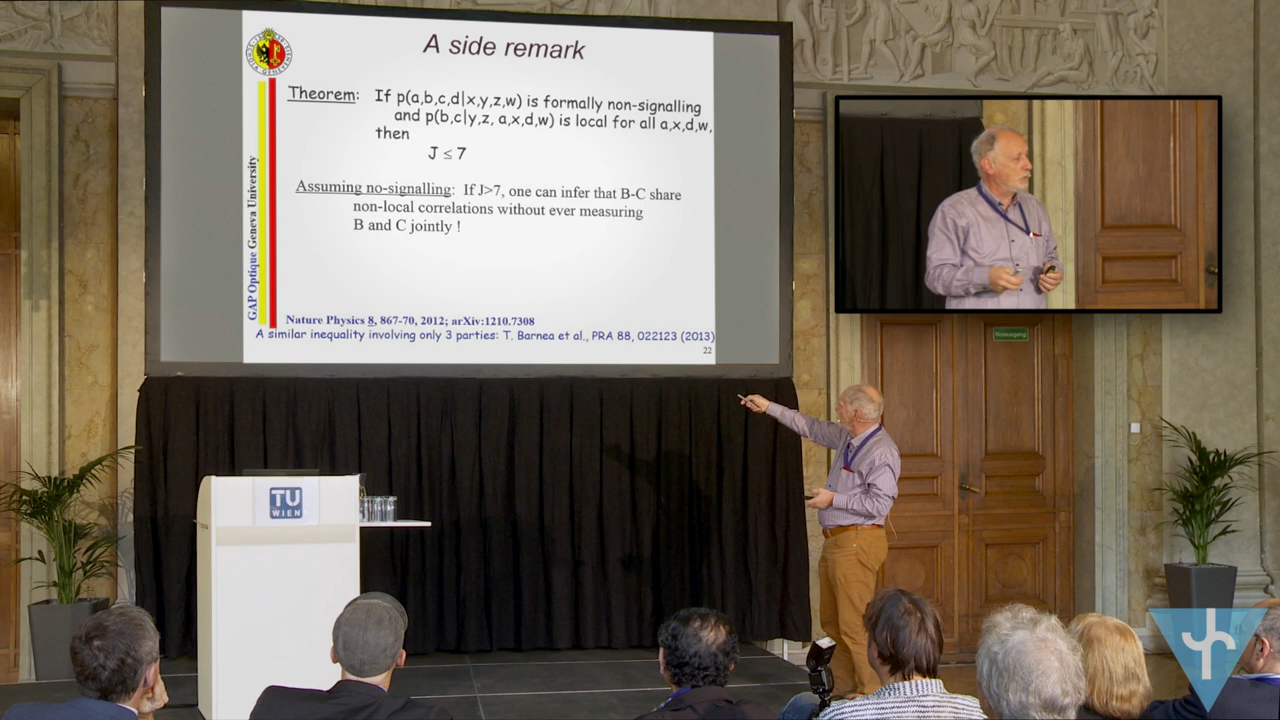 A side remark
Theorem: If p(a,b,c,d|x,y,z,w) is formally non-signalling
and p(b,c|y,z, a,x,d,w) is local for all a,x,d,w,
then
J ≤ 7
Assuming no-signalling: If J>7, one can infer that B-C share
non-local correlations without ever measuring
B and C jointly !
GAP Optique Geneva University
Nature Physics 8, 867-70, 2012; arXiv:1210.7308
A similar inequality involving only 3 parties: T. Barnea et al., PRA 88, 022123 (2013)
22
Notausgang
TU
WIEN